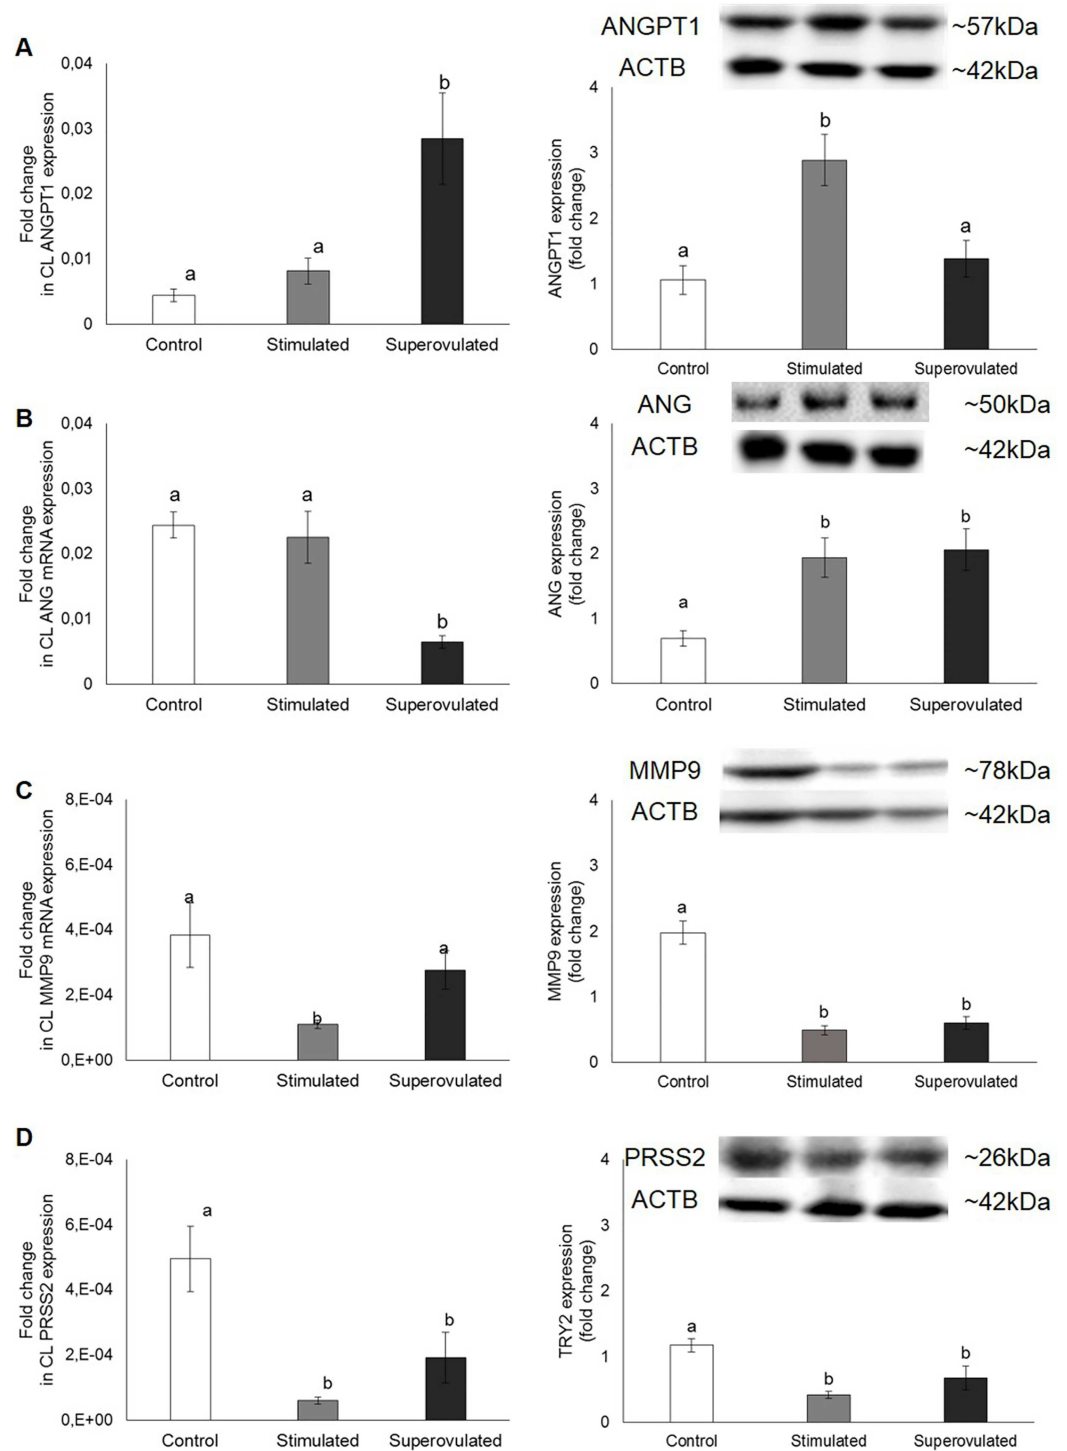 A
Fold change
in CL ANGPT1 expression
0,04
0,03
0,02
0,01
0
a
a
b
Control Stimulated Superovulated
ANGPT1 ~57kDa
ACTB ~42kDa
ANGPT1 expression
(fold change)
4
3
2
1
0
a
b
a
Control Stimulated Superovulated
B
Fold change
in CL ANG mRNA expression
0,04
0,03
0,02
0,01
0
a
a
b
Control Stimulated Superovulated
ANG ~50kDa
ACTB ~42kDa
ANG expression
(fold change)
4
3
2
1
0
a
b
b
Control Stimulated Superovulated
C
Fold change
in CL MMP9 mRNA expression
8,E-04
6,E-04
4,E-04
2,E-04
0,E+00
a
b
a
Control Stimulated Superovulated
MMP9 ~78kDa
ACTB ~42kDa
MMP9 expression
(fold change)
4
3
2
1
0
a
b
b
Control Stimulated Superovulated
D
Fold change
in CL PRSS2 expression
8,E-04
6,E-04
4,E-04
2,E-04
0,E+00
a
b
b
Control Stimulated Superovulated
PRSS2 ~26kDa
ACTB ~42kDa
TRY2 expression
(fold change)
4
3
2
1
0
a
b
b
Control Stimulated Superovulated